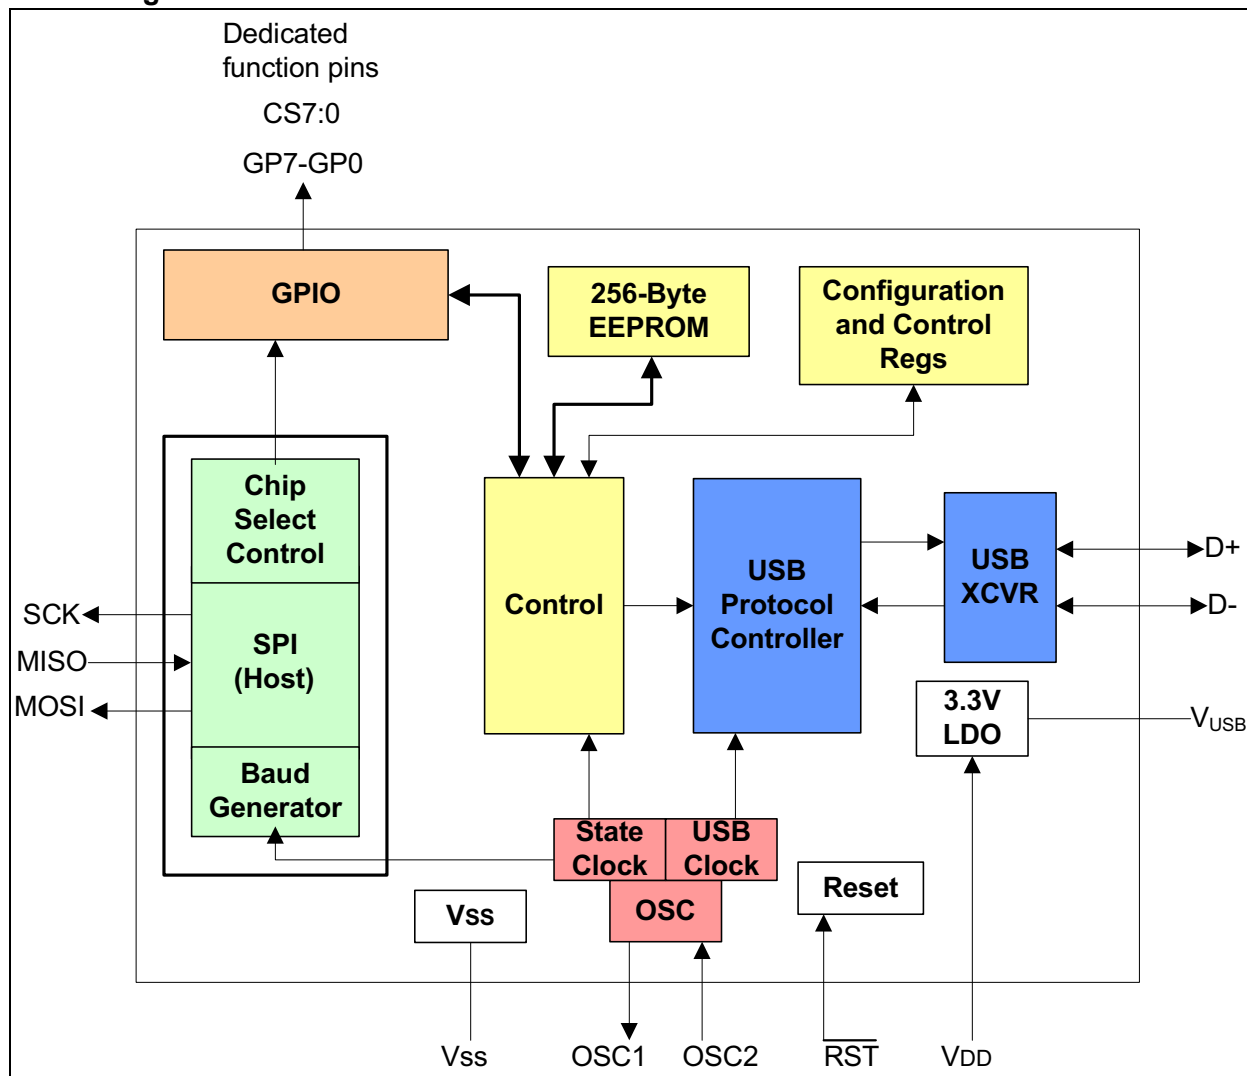 Dedicated
function pins
CS7:0
GP7-GP0
GPIO
256-Byte
EEPROM
Configuration
and Control
Regs
Chip
Select
Control
SPI
(Host)
Baud
Generator
SCK
MISO
MOSI
Control
USB
Protocol
Controller
USB
XCVR
D+
D-
3.3V
LDO
VUSB
State
Clock
USB
Clock
OSC
Reset
Vss
Vss
OSC1
OSC2
RST
VDD